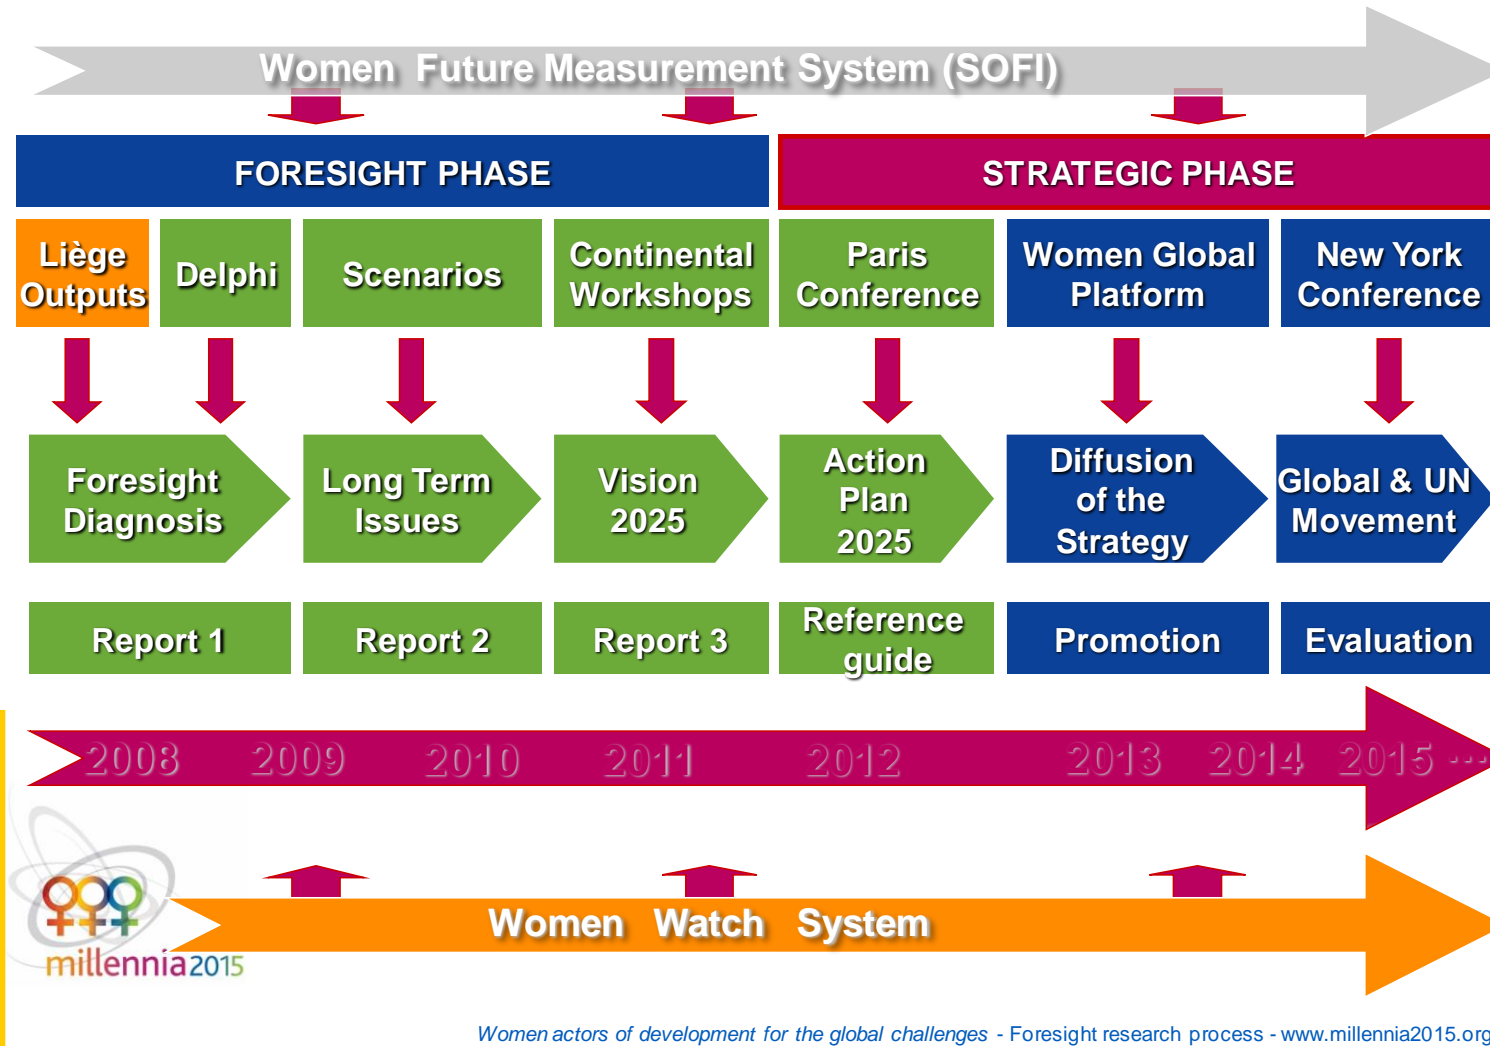 Women Future Measurement System (SOFI)
FORESIGHT PHASE
STRATEGIC PHASE
Liège
Outputs
Delphi
Scenarios
Continental
Workshops
Paris
Conference
Women Global
Platform
New York
Conference
Foresight
Diagnosis
Long Term
Issues
Vision
2025
Action
Plan
2025
Diffusion
of the
Strategy
Global & UN
Movement
Report 1
Report 2
Report 3
Reference
guide
Promotion
Evaluation
2008 2009 2010 2011 2012 2013 2014 2015 ...
Women Watch System
millennia2015
Women actors of development for the global challenges - Foresight research process - www.millennia2015.org